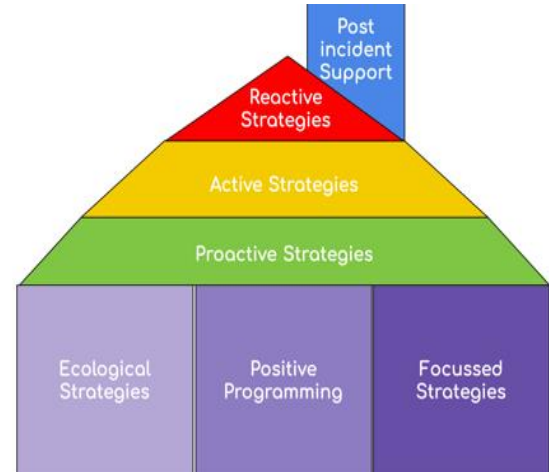 Post
incident
Support
Reactive
Strategies
Active Strategies
Proactive Strategies
Ecological
Strategies
Positive
Programming
Focussed
Strategies